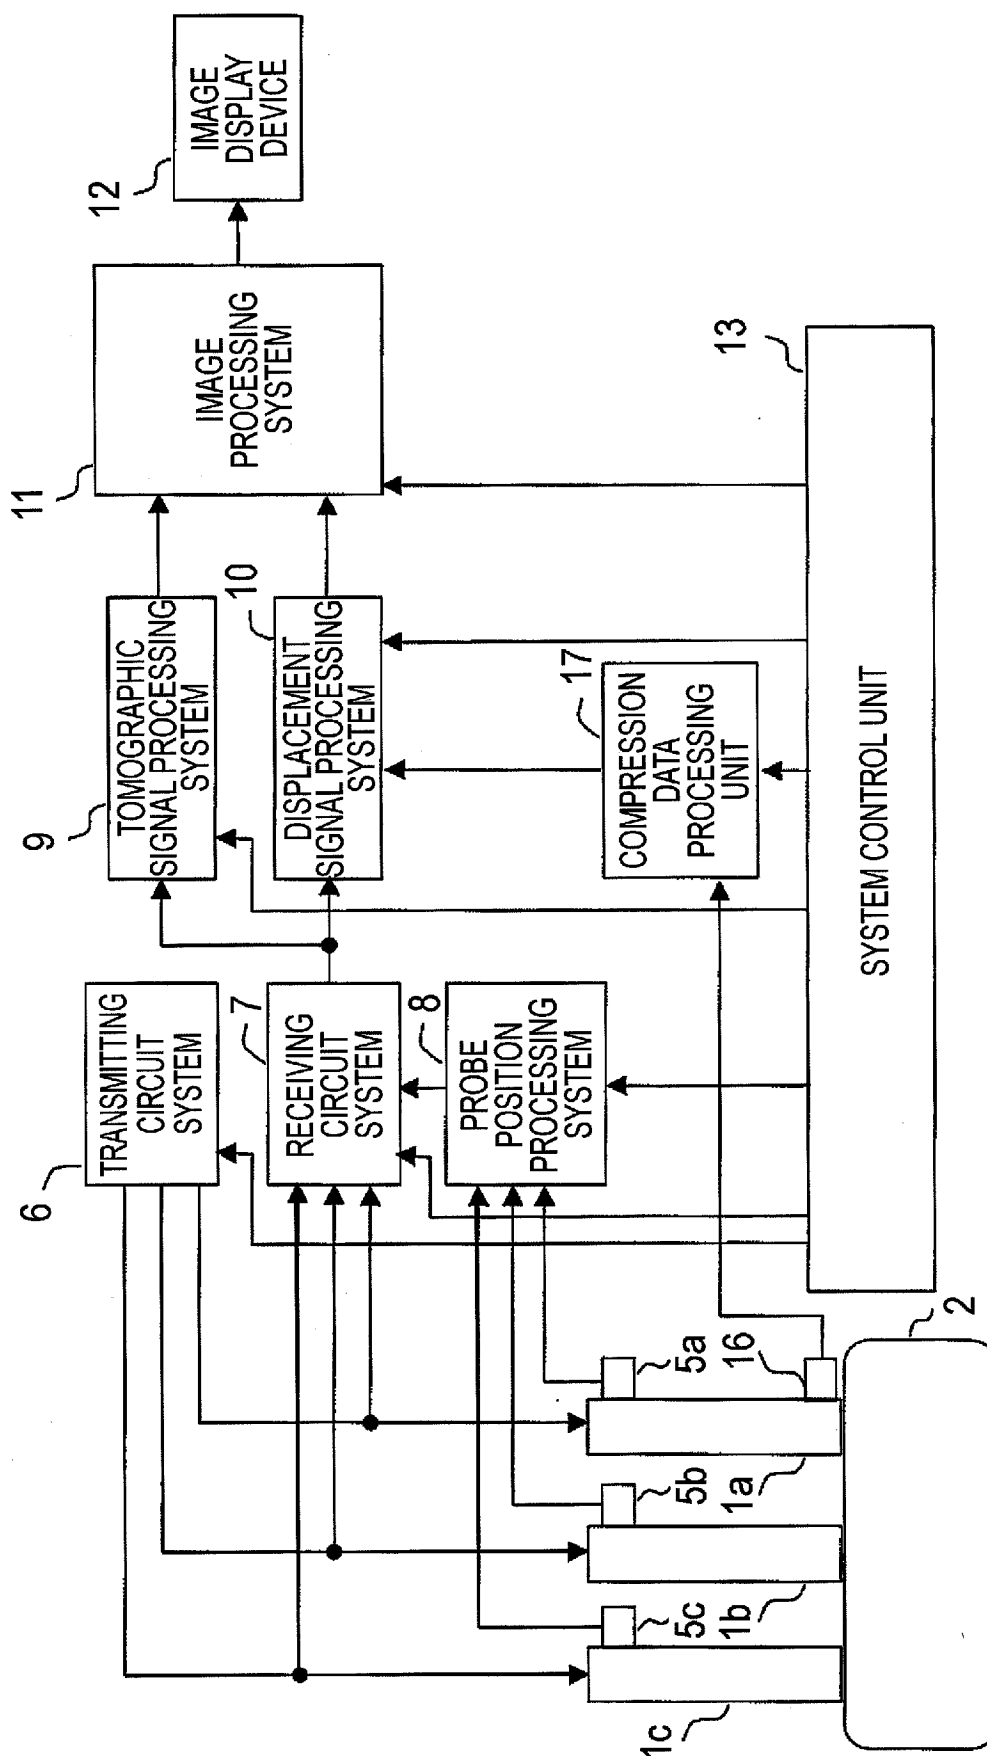 6
TRANSMITTING
CIRCUIT
SYSTEM
9
TOMOGRAPHIC
SIGNAL PROCESSING
SYSTEM
11
IMAGE
PROCESSING
SYSTEM
12
IMAGE
DISPLAY
DEVICE
7
RECEIVING
CIRCUIT
SYSTEM
10
DISPLACEMENT
SIGNAL PROCESSING
SYSTEM
8
PROBE
POSITION
PROCESSING
SYSTEM
17
COMPRESSION
DATA
PROCESSING
UNIT
5c
5b
5a
16
13
SYSTEM CONTROL UNIT
1c
1b
1a
2